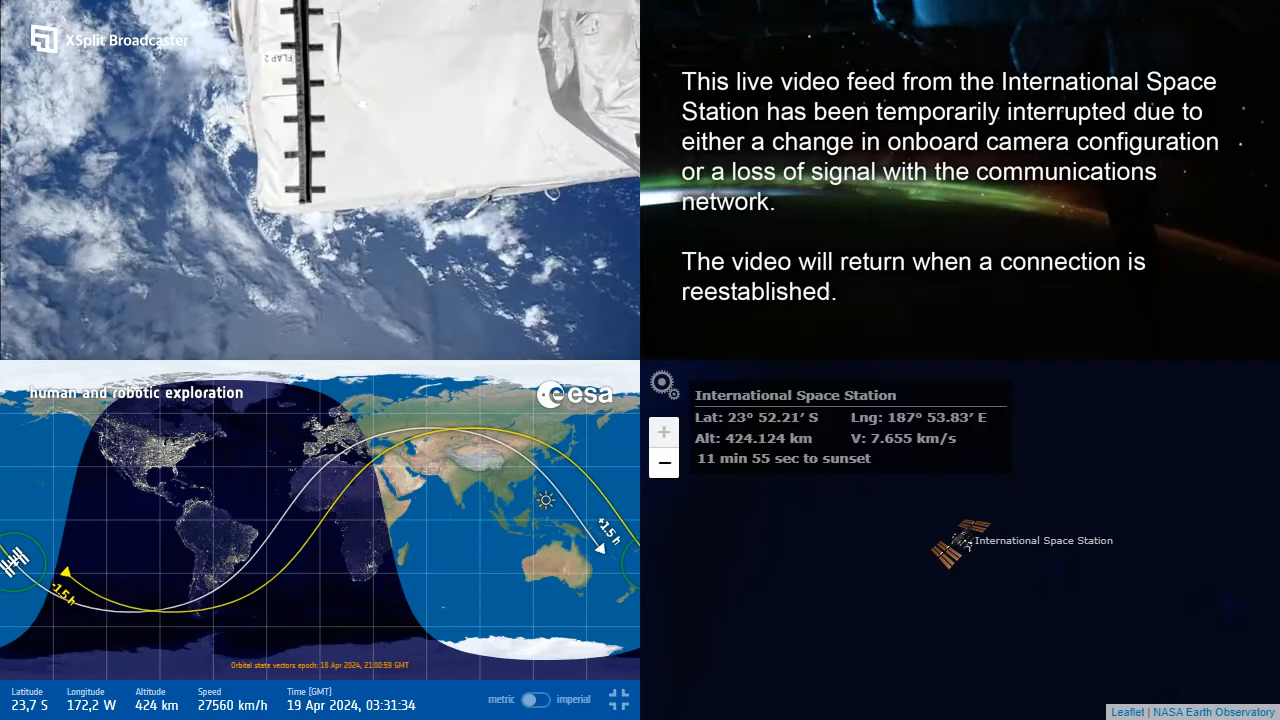 XSplit Broadcaster
FLAP 2
This live video feed from the International Space
Station has been temporarily interrupted due to
either a change in onboard camera configuration
or a loss of signal with the communications
network.
The video will return when a connection is
reestablished.
human and robotic exploration
esa
+1.5 h
-1.5 h
Orbital state vectors epoch: 18 Apr 2024, 21:00:59 GMT
Latitude
23,7 S
Longitude
172,2 W
Altitude
424 km
Speed
27560 km/h
Time (GMT)
19 Apr 2024, 03:31:34
metric
imperial
+
−
International Space Station
Lat: 23° 52.21′ S Lng: 187° 53.83′ E
Alt: 424.124 km V: 7.655 km/s
11 min 55 sec to sunset
International Space Station
Leaflet | NASA Earth Observatory